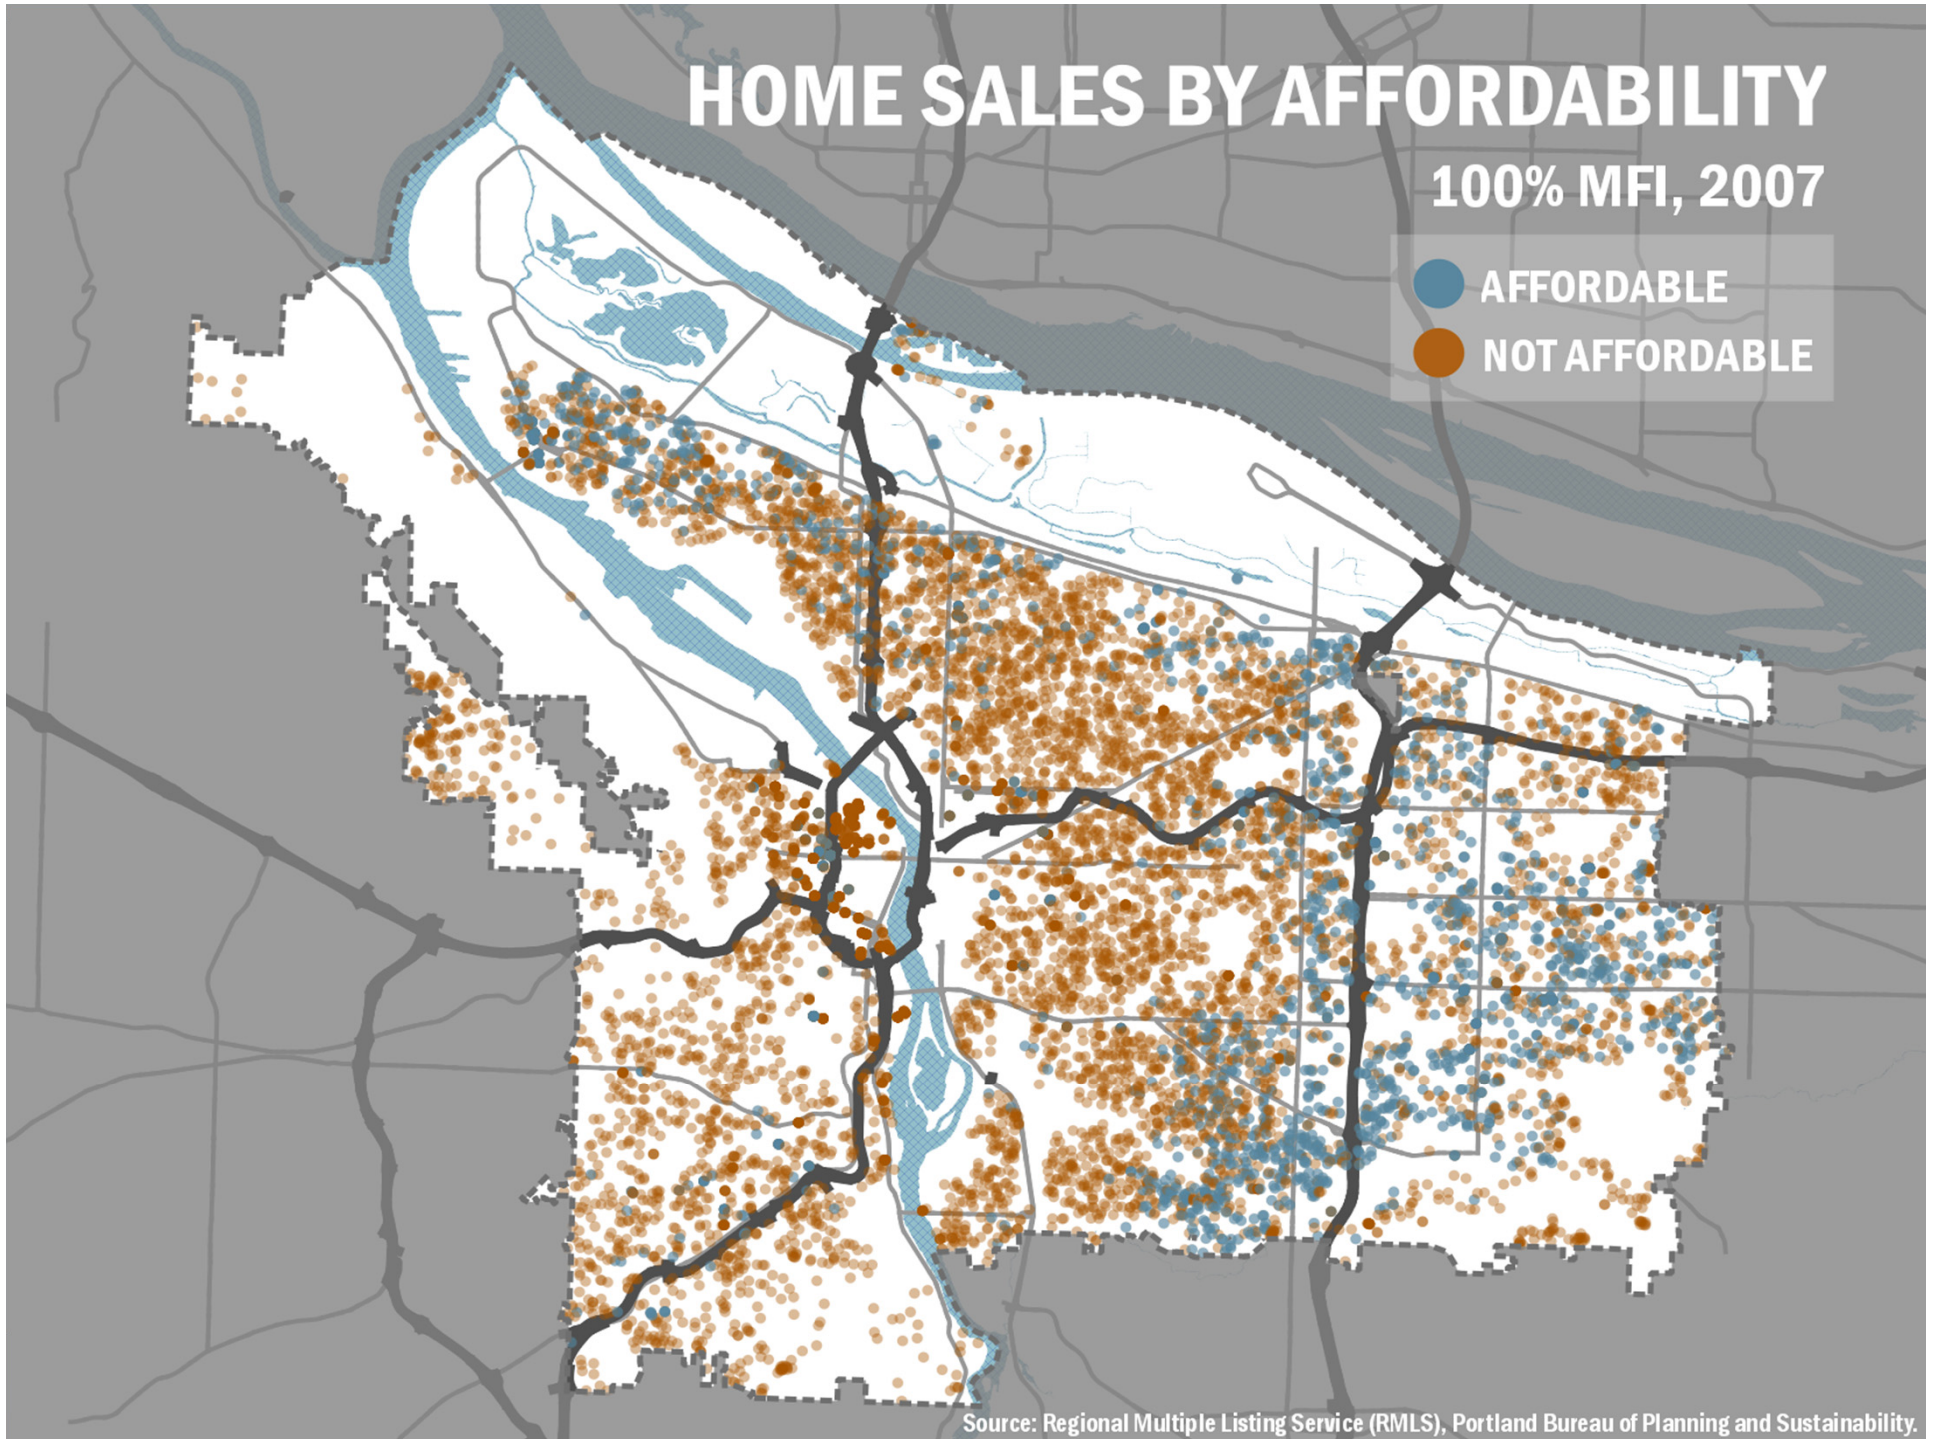 HOME SALES BY AFFORDABILITY
100% MFI, 2007
AFFORDABLE
NOT AFFORDABLE
Source: Regional Multiple Listing Service (RMLS), Portland Bureau of Planning and Sustainability.